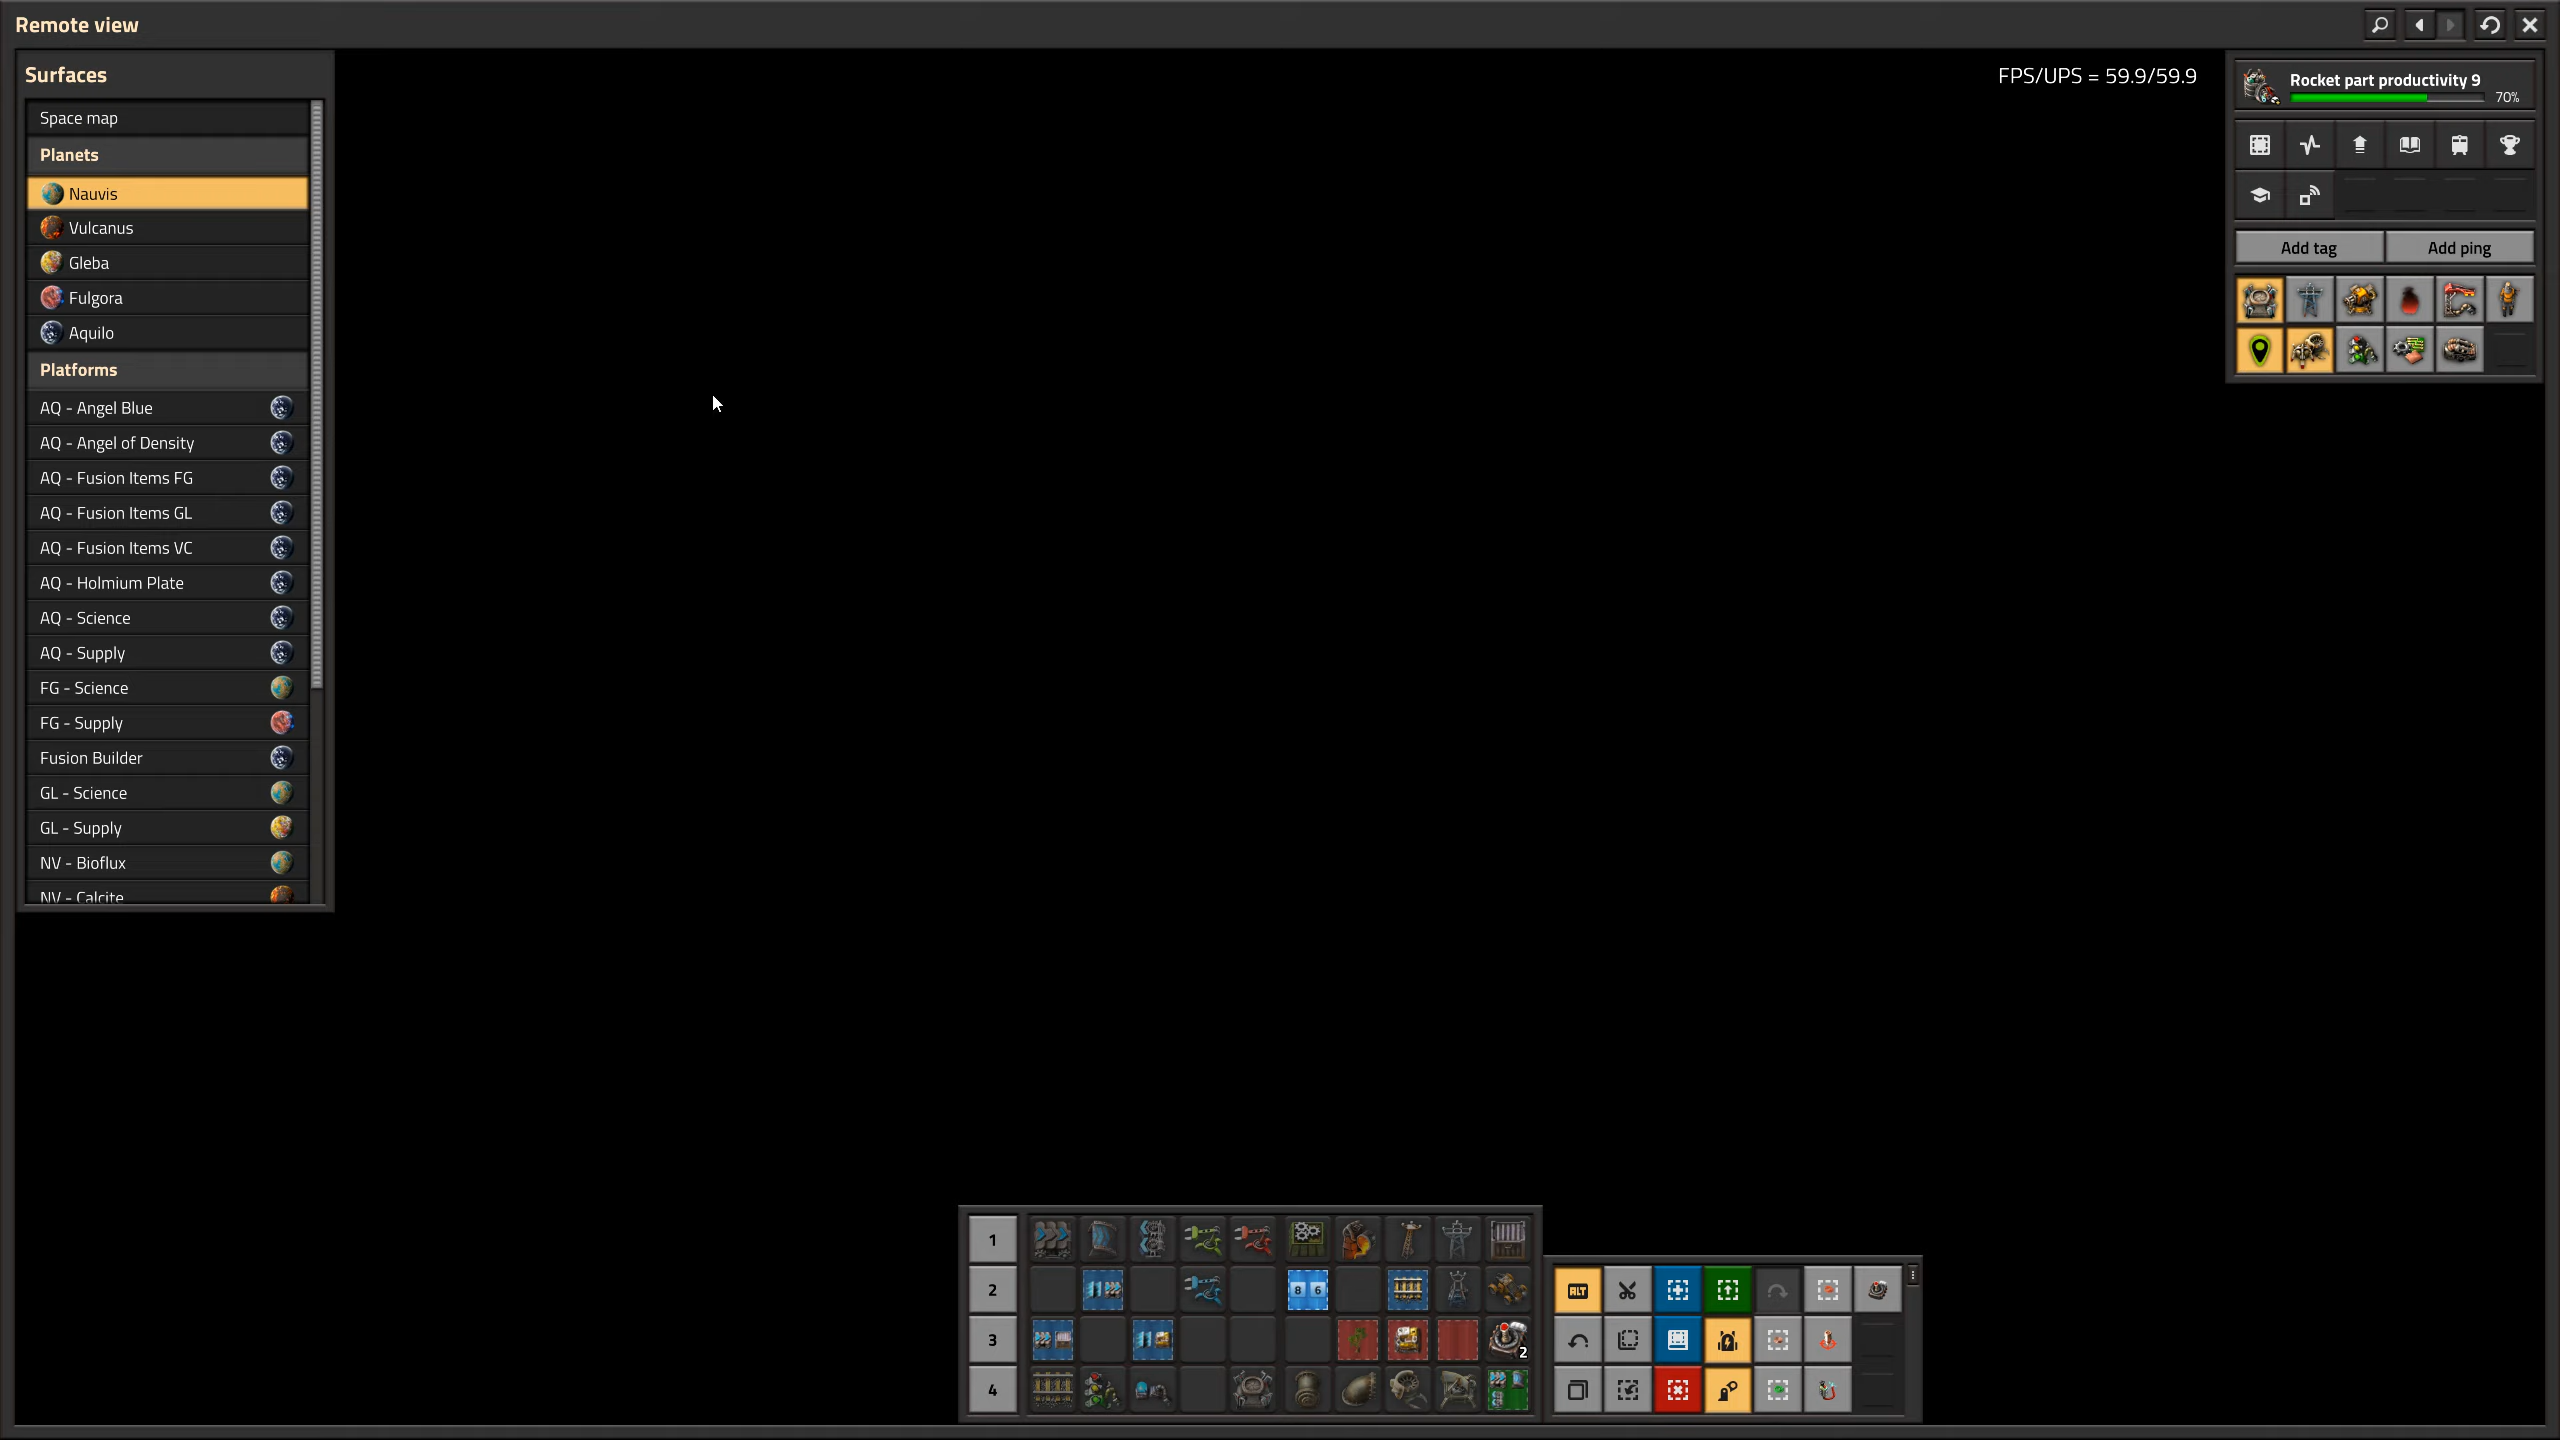 Remote view
Surfaces
FPS/UPS = 59.9/59.9
Rocket part productivity 9
70%
Space map
Planets
Nauvis
Vulcanus
Gleba
Fulgora
Aquilo
Platforms
AQ - Angel Blue
AQ - Angel of Density
AQ - Fusion Items FG
AQ - Fusion Items GL
AQ - Fusion Items VC
AQ - Holmium Plate
AQ - Science
AQ - Supply
FG - Science
FG - Supply
Fusion Builder
GL - Science
GL - Supply
NV - Bioflux
NV - Calcite
Add tag
Add ping
1
2
8 6
3
2
4
ALT